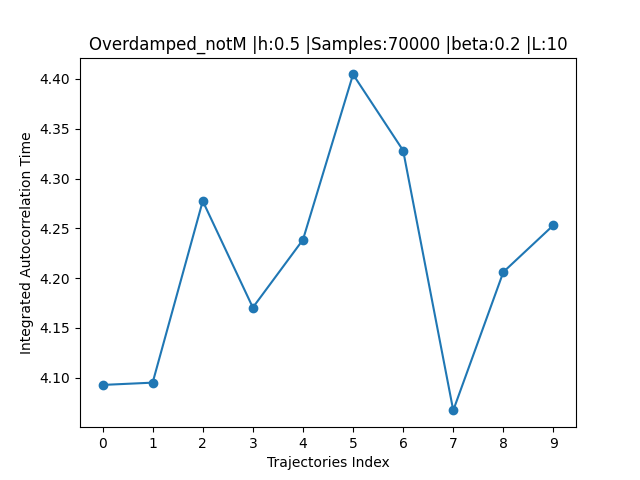 Overdamped_notM |h:0.5 |Samples:70000 |beta:0.2 |L:10
4.40
4.35
4.30
4.25
4.20
4.15
4.10
Integrated Autocorrelation Time
0 1 2 3 4 5 6 7 8 9
Trajectories Index